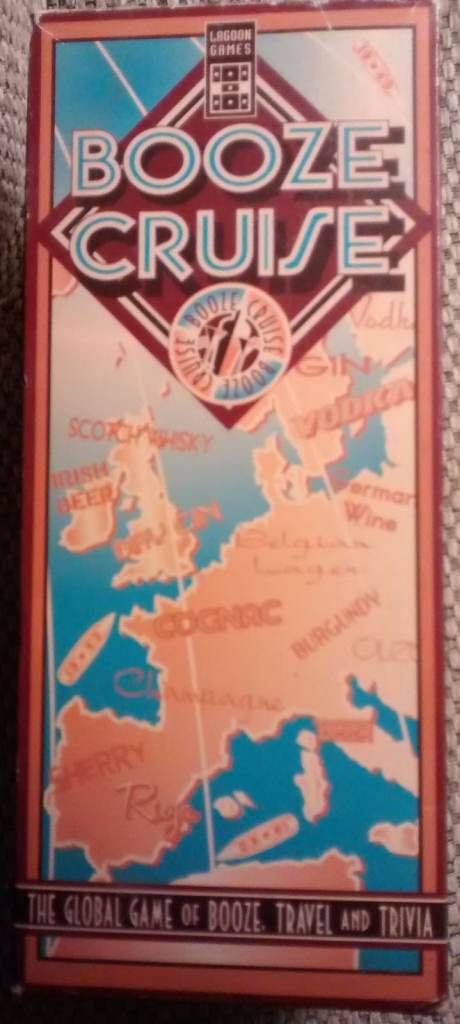 LAGOON
GAMES
BOOZE
CRUISE
BOOZE CRUISE BOOZE CRUISE
Vodka
GIN
VODKA
SCOTCH WHISKY
IRISH
BEER
German
Wine
GIN
Belgian
Lager
COGNAC
BURGUNDY
OUZO
Champagne
SHERRY
Rioja
THE GLOBAL GAME OF BOOZE, TRAVEL AND TRIVIA